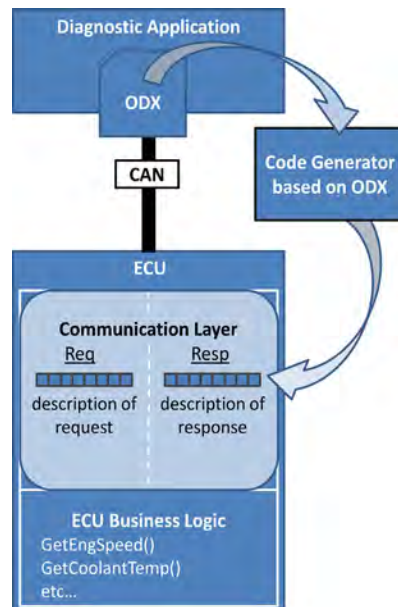 Diagnostic Application
ODX
Code Generator
based on ODX
CAN
ECU
Communication Layer
Req
Resp
description of
request
description of
response
ECU Business Logic
GetEngSpeed()
GetCoolantTemp()
etc...